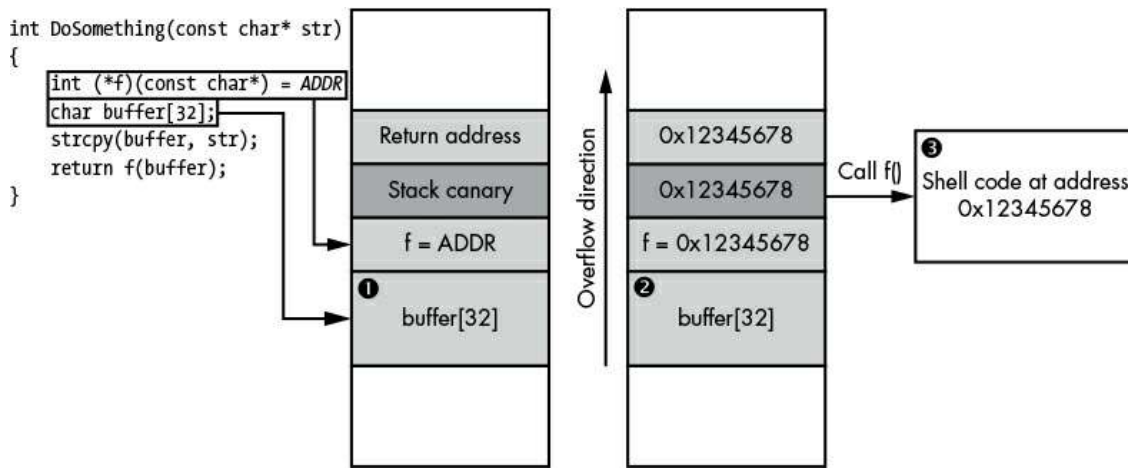 int DoSomething(const char* str)
{
int (*f)(const char*) = ADDR
char buffer[32];
strcpy(buffer, str);
return f(buffer);
}
Return address
Stack canary
f = ADDR
❶
buffer[32]
Overflow direction
0x12345678
0x12345678
f = 0x12345678
❷
buffer[32]
Call f()
❸
Shell code at address
0x12345678